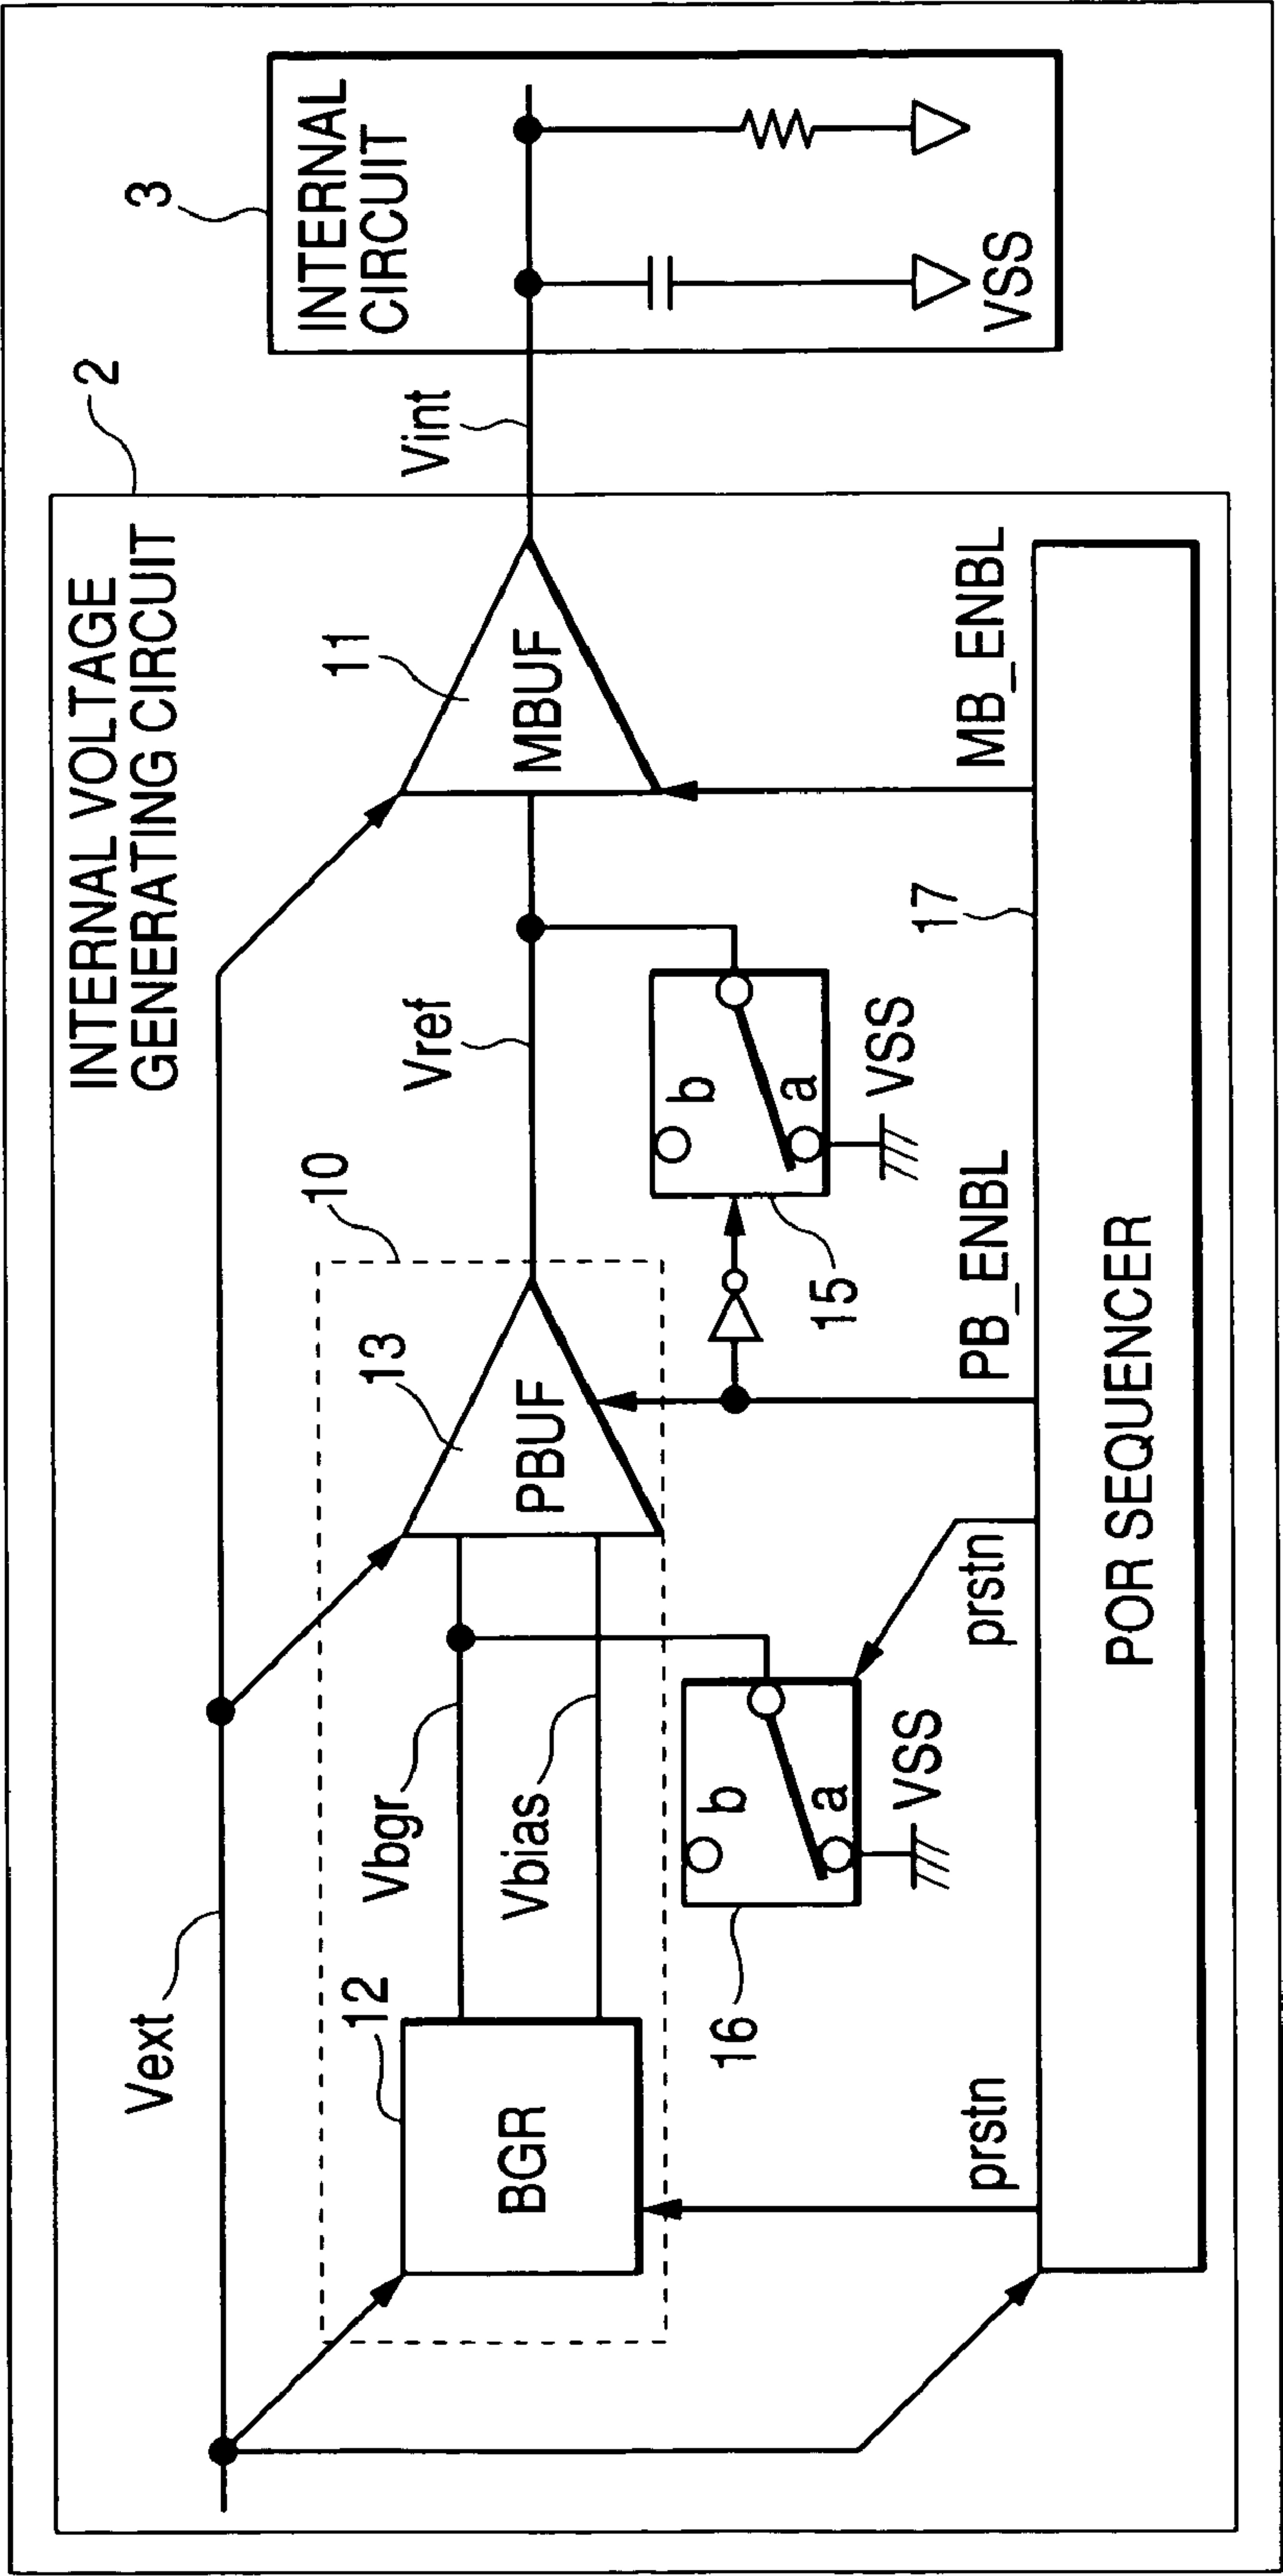 INTERNAL VOLTAGE
GENERATING CIRCUIT
2
3
INTERNAL
CIRCUIT
Vext
10
12
BGR
Vbgr
Vbias
13
PBUF
Vref
11
MBUF
Vint
16
b
a
VSS
15
b
a
VSS
VSS
prstn
prstn
PB_ENBL
17
MB_ENBL
POR SEQUENCER